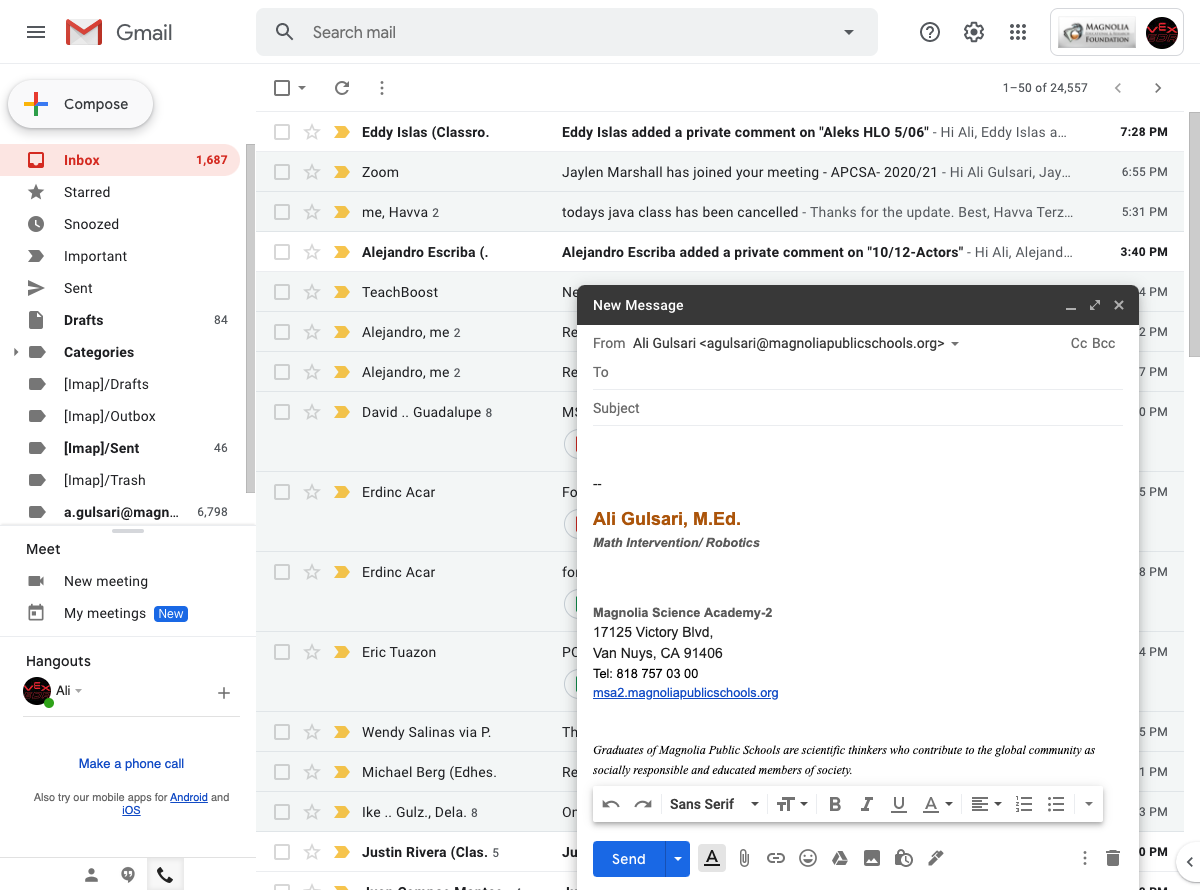 Gmail
Search mail
MAGNOLIA
FOUNDATION
Compose
1–50 of 24,557
Inbox 1,687
Starred
Snoozed
Important
Sent
Drafts 84
Categories
[Imap]/Drafts
[Imap]/Outbox
[Imap]/Sent 46
[Imap]/Trash
a.gulsari@magn... 6,798
Meet
New meeting
My meetings New
Hangouts
Ali
Make a phone call
Also try our mobile apps for Android and
iOS
Eddy Islas (Classro. Eddy Islas added a private comment on "Aleks HLO 5/06" - Hi Ali, Eddy Islas a... 7:28 PM
Zoom Jaylen Marshall has joined your meeting - APCSA- 2020/21 - Hi Ali Gulsari, Jay... 6:55 PM
me, Havva 2 todays java class has been cancelled - Thanks for the update. Best, Havva Terz... 5:31 PM
Alejandro Escriba (. Alejandro Escriba added a private comment on "10/12-Actors" - Hi Ali, Alejand... 3:40 PM
TeachBoost Ne 4 PM
Alejandro, me 2 Re 2 PM
Alejandro, me 2 Re 7 PM
David .. Guadalupe 8 MS 0 PM
Erdinc Acar Fo 5 PM
Erdinc Acar for 8 PM
Eric Tuazon PC 4 PM
Wendy Salinas via P. Th 5 PM
Michael Berg (Edhes. Re 1 PM
Ike .. Gulz., Dela. 8 On 3 PM
Justin Rivera (Clas. 5 Ju 0 PM
New Message
From Ali Gulsari <agulsari@magnoliapublicschools.org> Cc Bcc
To
Subject
--
Ali Gulsari, M.Ed.
Math Intervention/ Robotics
Magnolia Science Academy-2
17125 Victory Blvd,
Van Nuys, CA 91406
Tel: 818 757 03 00
msa2.magnoliapublicschools.org
Graduates of Magnolia Public Schools are scientific thinkers who contribute to the global community as
socially responsible and educated members of society.
Sans Serif
Send